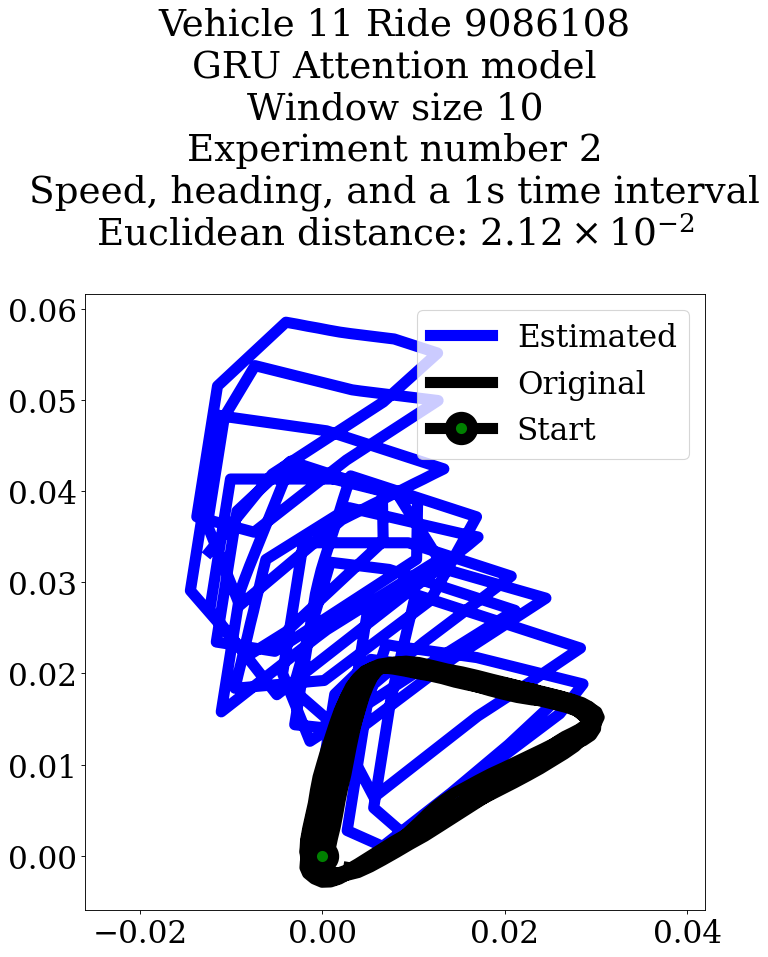 Vehicle 11 Ride 9086108
GRU Attention model
Window size 10
Experiment number 2
Speed, heading, and a 1s time interval
Euclidean distance: 2.12 × 10⁻²
0.06
0.05
0.04
0.03
0.02
0.01
0.00
Estimated
Original
Start
−0.02
0.00
0.02
0.04